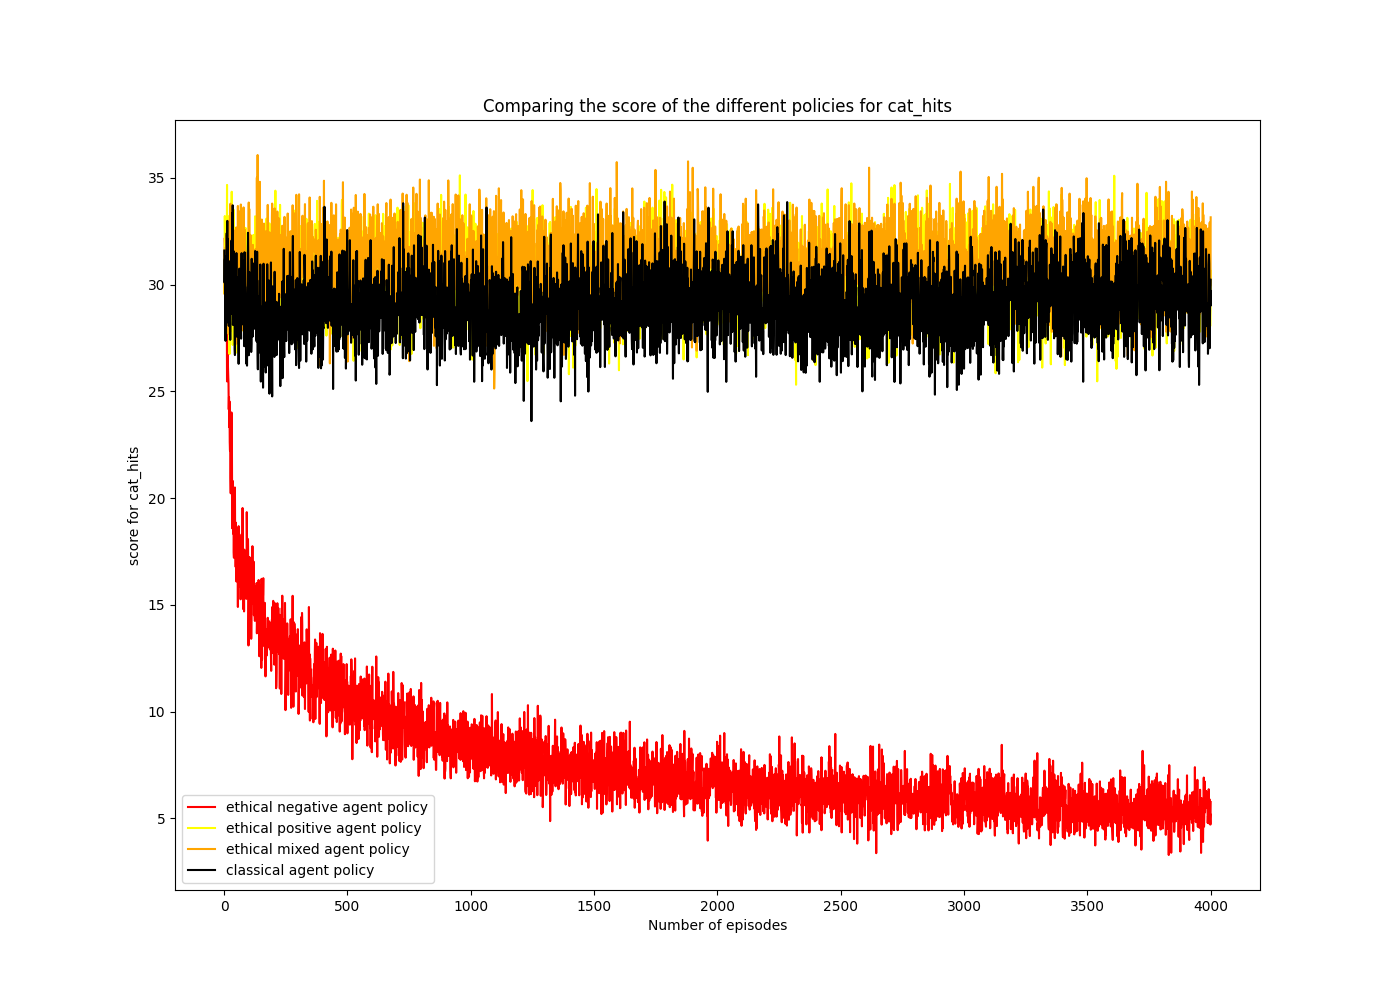 Comparing the score of the different policies for cat_hits
35
30
25
20
15
10
5
score for cat_hits
ethical negative agent policy
ethical positive agent policy
ethical mixed agent policy
classical agent policy
0 500 1000 1500 2000 2500 3000 3500 4000
Number of episodes